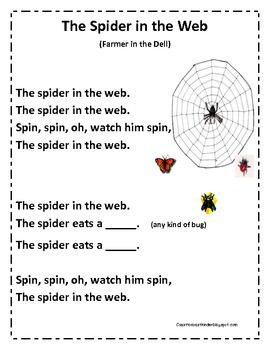 The Spider in the Web
(Farmer in the Dell)
The spider in the web.
The spider in the web.
Spin, spin, oh, watch him spin,
The spider in the web.
The spider in the web.
The spider eats a _____. (any kind of bug)
The spider eats a _____.
Spin, spin, oh, watch him spin,
The spider in the web.